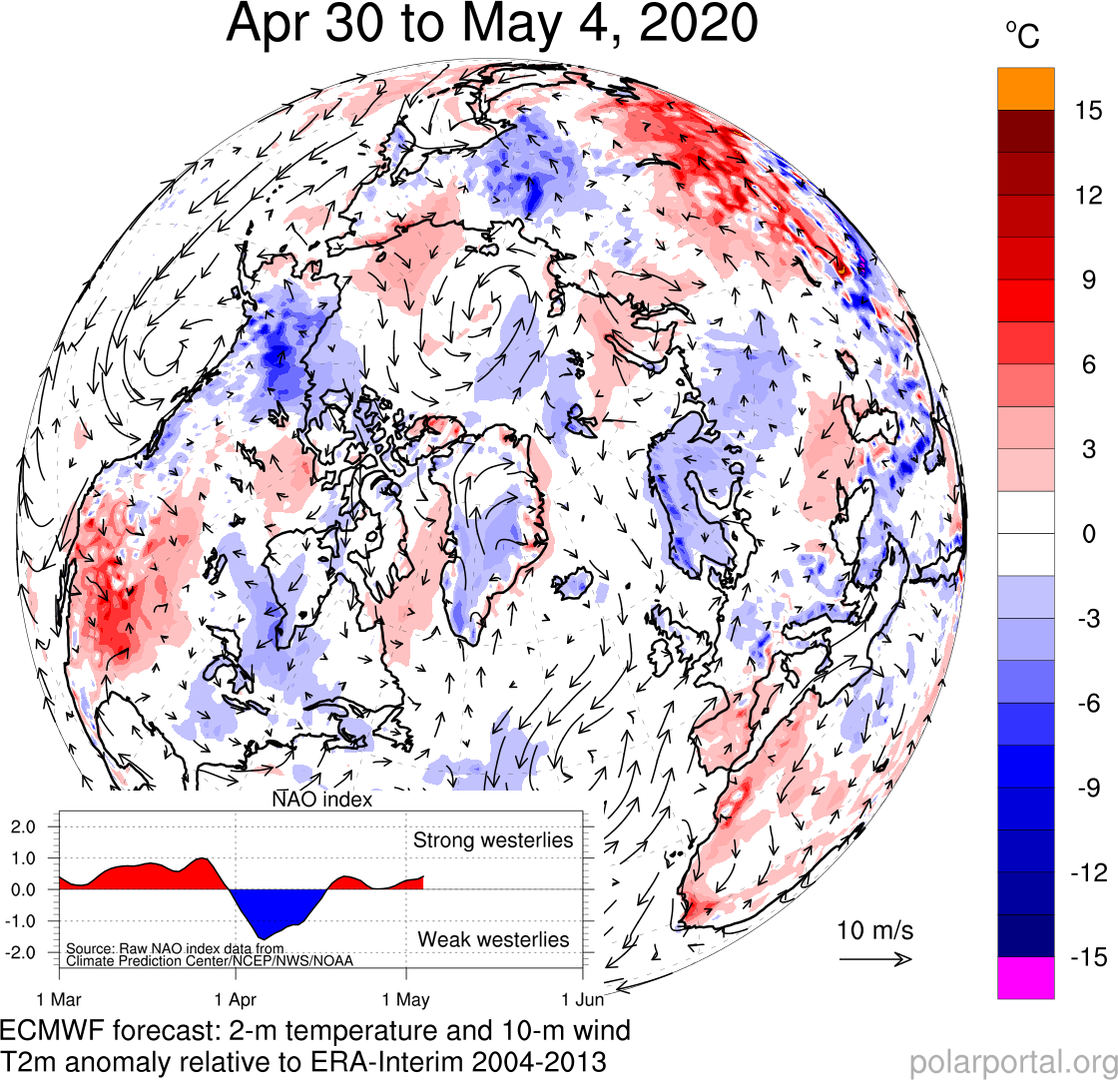 Apr 30 to May 4, 2020
°C
15
12
9
6
3
0
-3
-6
-9
-12
-15
10 m/s
NAO index
2.0
1.0
0.0
-1.0
-2.0
Strong westerlies
Weak westerlies
Source: Raw NAO index data from
Climate Prediction Center/NCEP/NWS/NOAA
1 Mar 1 Apr 1 May 1 Jun
ECMWF forecast: 2-m temperature and 10-m wind
T2m anomaly relative to ERA-Interim 2004-2013
polarportal.org